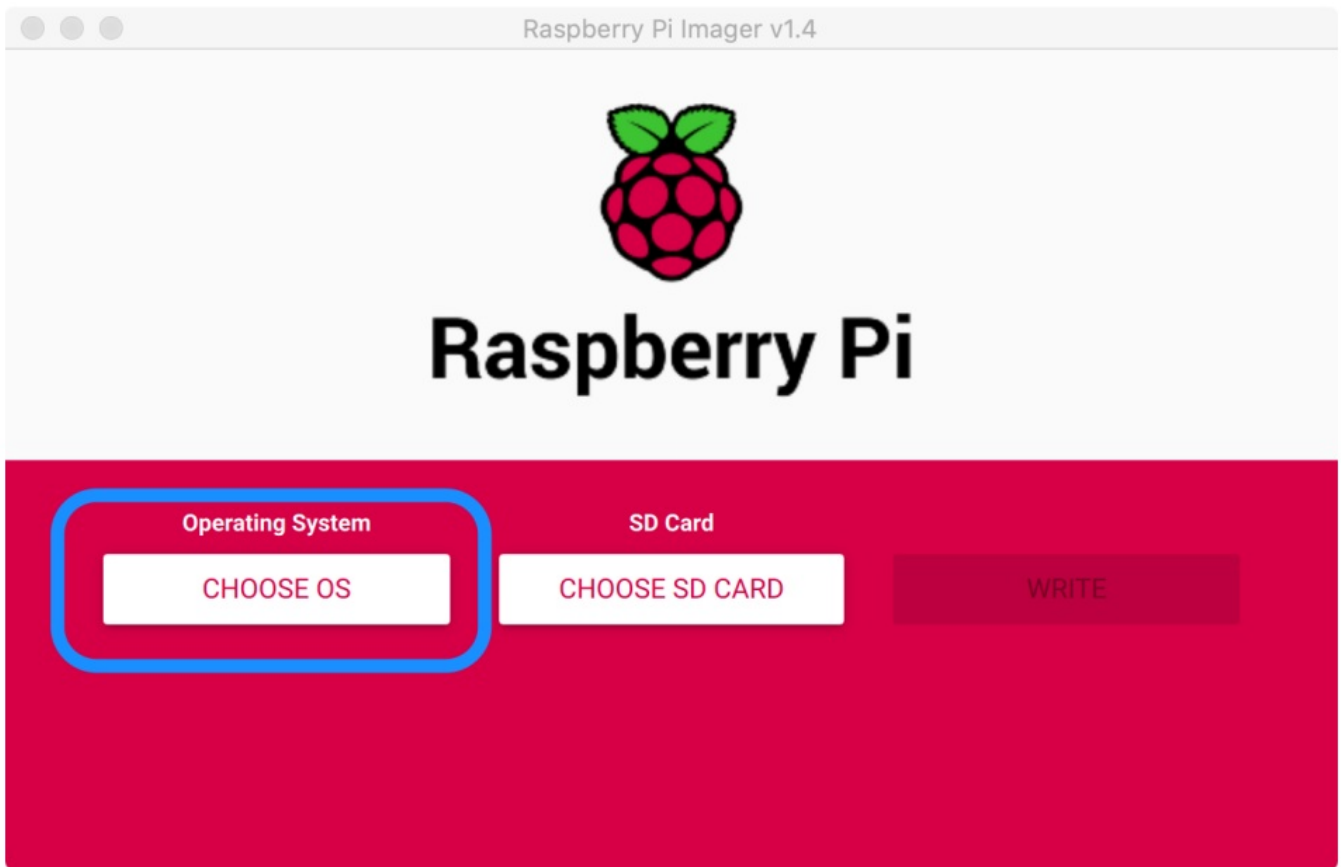 Raspberry Pi Imager v1.4
Raspberry Pi
Operating System
SD Card
CHOOSE OS
CHOOSE SD CARD
WRITE